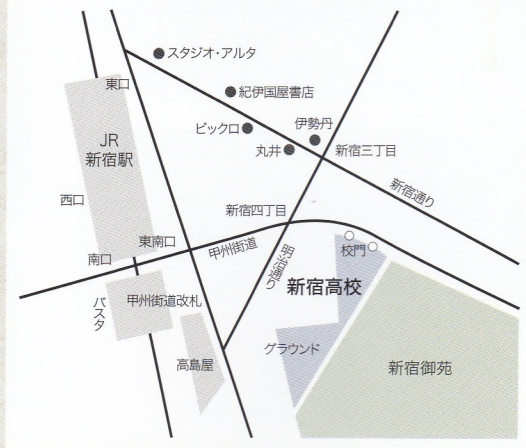 スタジオ・アルタ
東口
紀伊国屋書店
ビックロ
伊勢丹
丸井
新宿三丁目
JR
新宿駅
西口
新宿通り
新宿四丁目
東南口
甲州街道
南口
明治通り
校門
新宿高校
バスタ
甲州街道改札
グラウンド
高島屋
新宿御苑